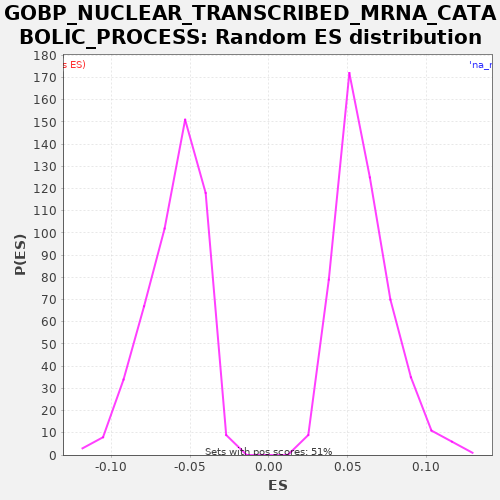 GOBP_NUCLEAR_TRANSCRIBED_MRNA_CATA
BOLIC_PROCESS: Random ES distribution
180
s ES)
'na_r
170
160
150
140
130
120
110
100
90
80
70
60
50
40
30
20
10
0
P(ES)
Sets with pos scores: 51%
-0.10 -0.05 0.00 0.05 0.10
ES